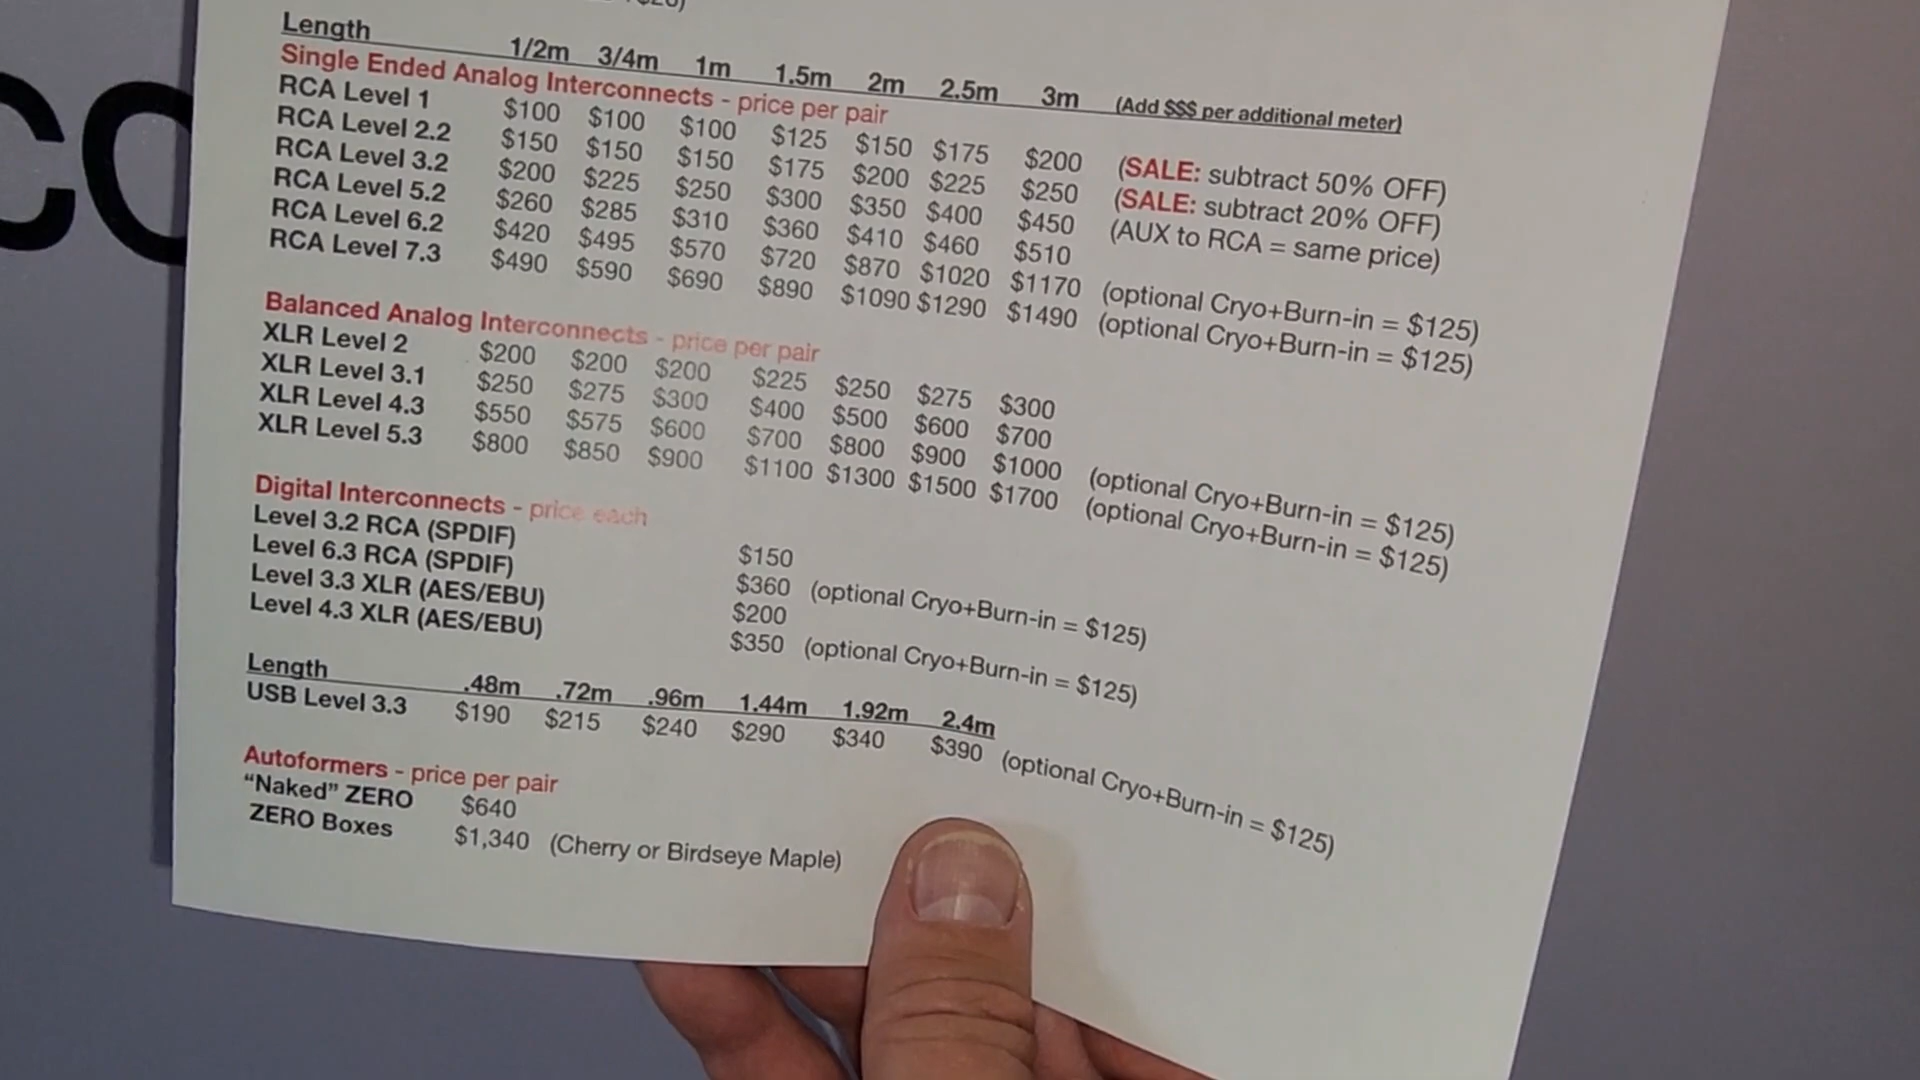 CO
Length 1/2m 3/4m 1m 1.5m 2m 2.5m 3m (Add $$$ per additional meter)
Single Ended Analog Interconnects - price per pair
RCA Level 1 $100 $100 $100 $125 $150 $175 $200 (SALE: subtract 50% OFF)
RCA Level 2.2 $150 $150 $150 $175 $200 $225 $250 (SALE: subtract 20% OFF)
RCA Level 3.2 $200 $225 $250 $300 $350 $400 $450 (AUX to RCA = same price)
RCA Level 5.2 $260 $285 $310 $360 $410 $460 $510
RCA Level 6.2 $420 $495 $570 $720 $870 $1020 $1170 (optional Cryo+Burn-in = $125)
RCA Level 7.3 $490 $590 $690 $890 $1090 $1290 $1490 (optional Cryo+Burn-in = $125)
Balanced Analog Interconnects - price per pair
XLR Level 2 $200 $200 $200 $225 $250 $275 $300
XLR Level 3.1 $250 $275 $300 $400 $500 $600 $700
XLR Level 4.3 $550 $575 $600 $700 $800 $900 $1000 (optional Cryo+Burn-in = $125)
XLR Level 5.3 $800 $850 $900 $1100 $1300 $1500 $1700 (optional Cryo+Burn-in = $125)
Digital Interconnects - price each
Level 3.2 RCA (SPDIF) $150
Level 6.3 RCA (SPDIF) $360 (optional Cryo+Burn-in = $125)
Level 3.3 XLR (AES/EBU) $200
Level 4.3 XLR (AES/EBU) $350 (optional Cryo+Burn-in = $125)
Length .48m .72m .96m 1.44m 1.92m 2.4m
USB Level 3.3 $190 $215 $240 $290 $340 $390 (optional Cryo+Burn-in = $125)
Autoformers - price per pair
“Naked” ZERO $640
ZERO Boxes $1,340 (Cherry or Birdseye Maple)